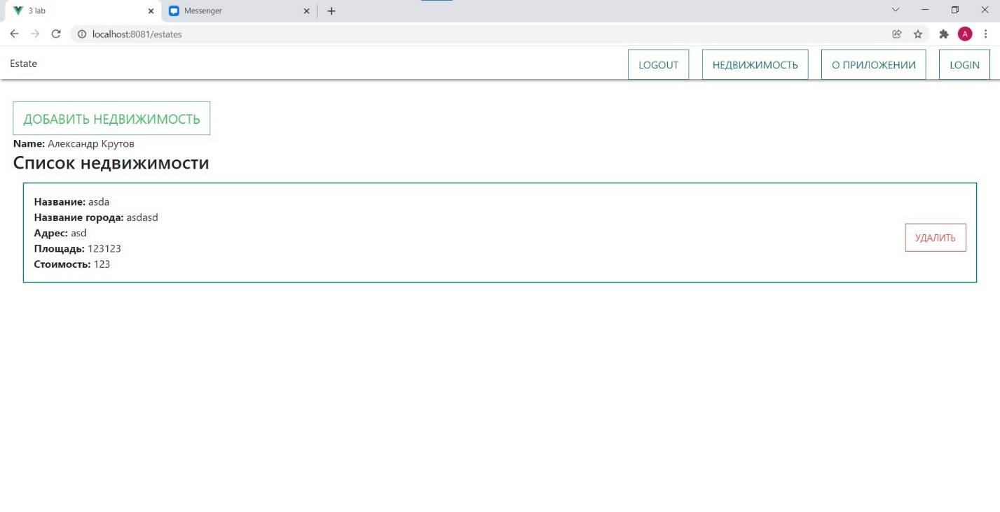 3 lab
Messenger
localhost:8081/estates
A
Estate
LOGOUT
НЕДВИЖИМОСТЬ
О ПРИЛОЖЕНИИ
LOGIN
ДОБАВИТЬ НЕДВИЖИМОСТЬ
Name: Александр Крутов
Список недвижимости
Название: asda
Название города: asdasd
Адрес: asd
Площадь: 123123
Стоимость: 123
УДАЛИТЬ